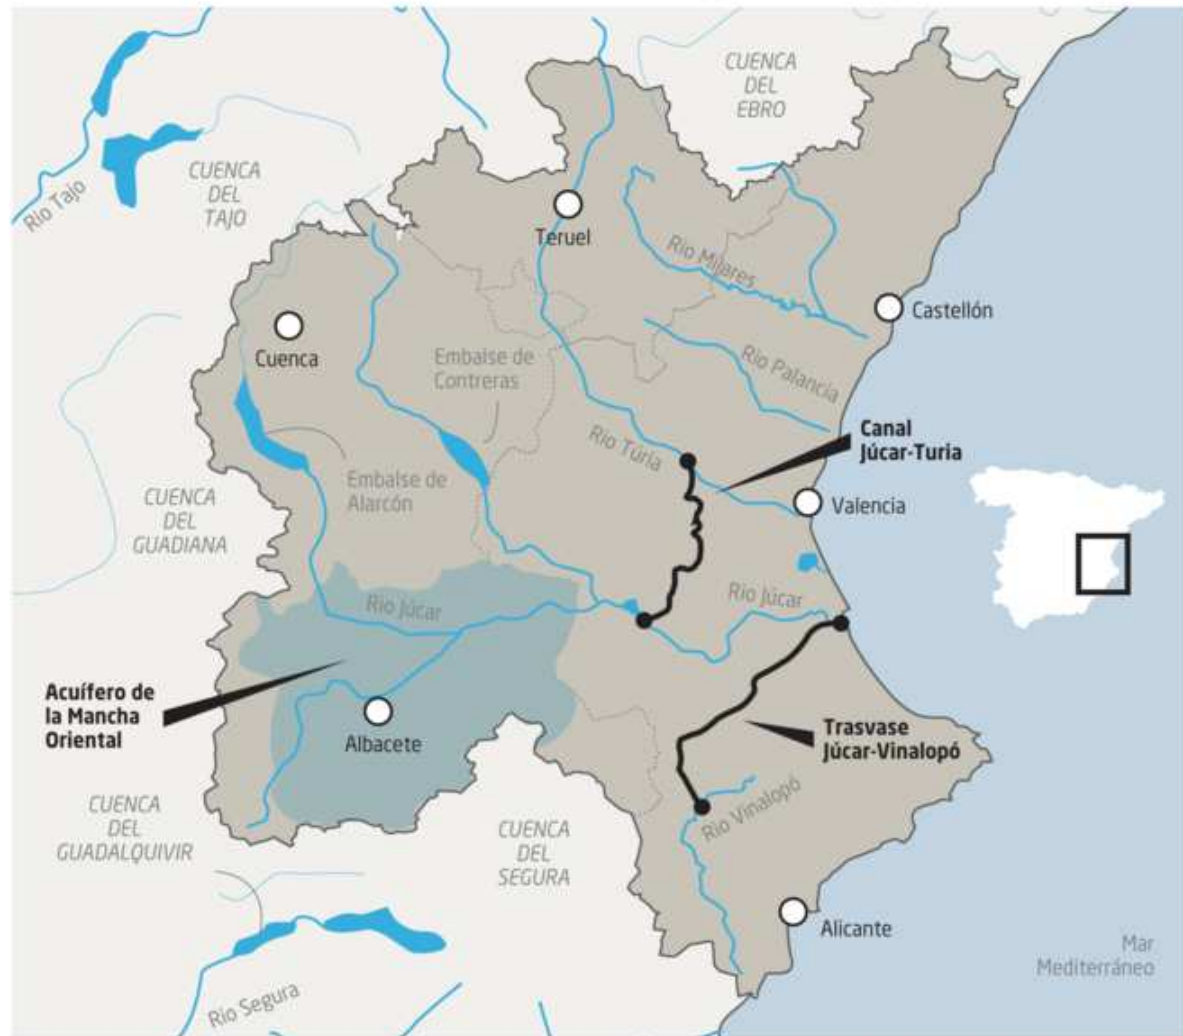 CUENCA
DEL
EBRO
CUENCA
DEL
TAJO
Río Tajo
Teruel
Río Mijares
Castellón
Cuenca
Embalse de
Contreras
Río Palancia
Río Túria
Canal
Júcar-Turia
Embalse de
Alarcón
CUENCA
DEL
GUADIANA
Valencia
Río Júcar
Río Júcar
Acuífero de
la Mancha
Oriental
Albacete
Trasvase
Júcar-Vinalopó
CUENCA
DEL
GUADALQUIVIR
Río Vinalopó
CUENCA
DEL
SEGURA
Alicante
Mar
Mediterráneo
Río Segura